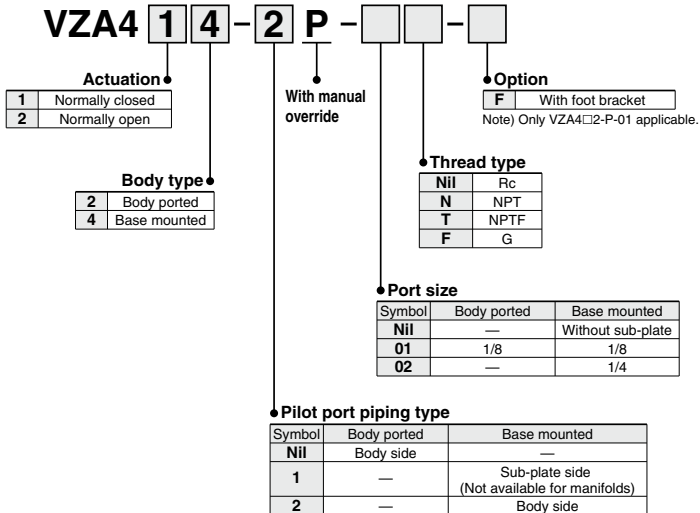 VZA4 1 4 - 2 P - -
Actuation
1 Normally closed
2 Normally open
With manual
override
Option
F With foot bracket
Note) Only VZA4□2-P-01 applicable.
Body type
2 Body ported
4 Base mounted
Thread type
Nil Rc
N NPT
T NPTF
F G
Port size
Symbol Body ported Base mounted
Nil — Without sub-plate
01 1/8 1/8
02 — 1/4
Pilot port piping type
Symbol Body ported Base mounted
Nil Body side —
1 — Sub-plate side
(Not available for manifolds)
2 — Body side